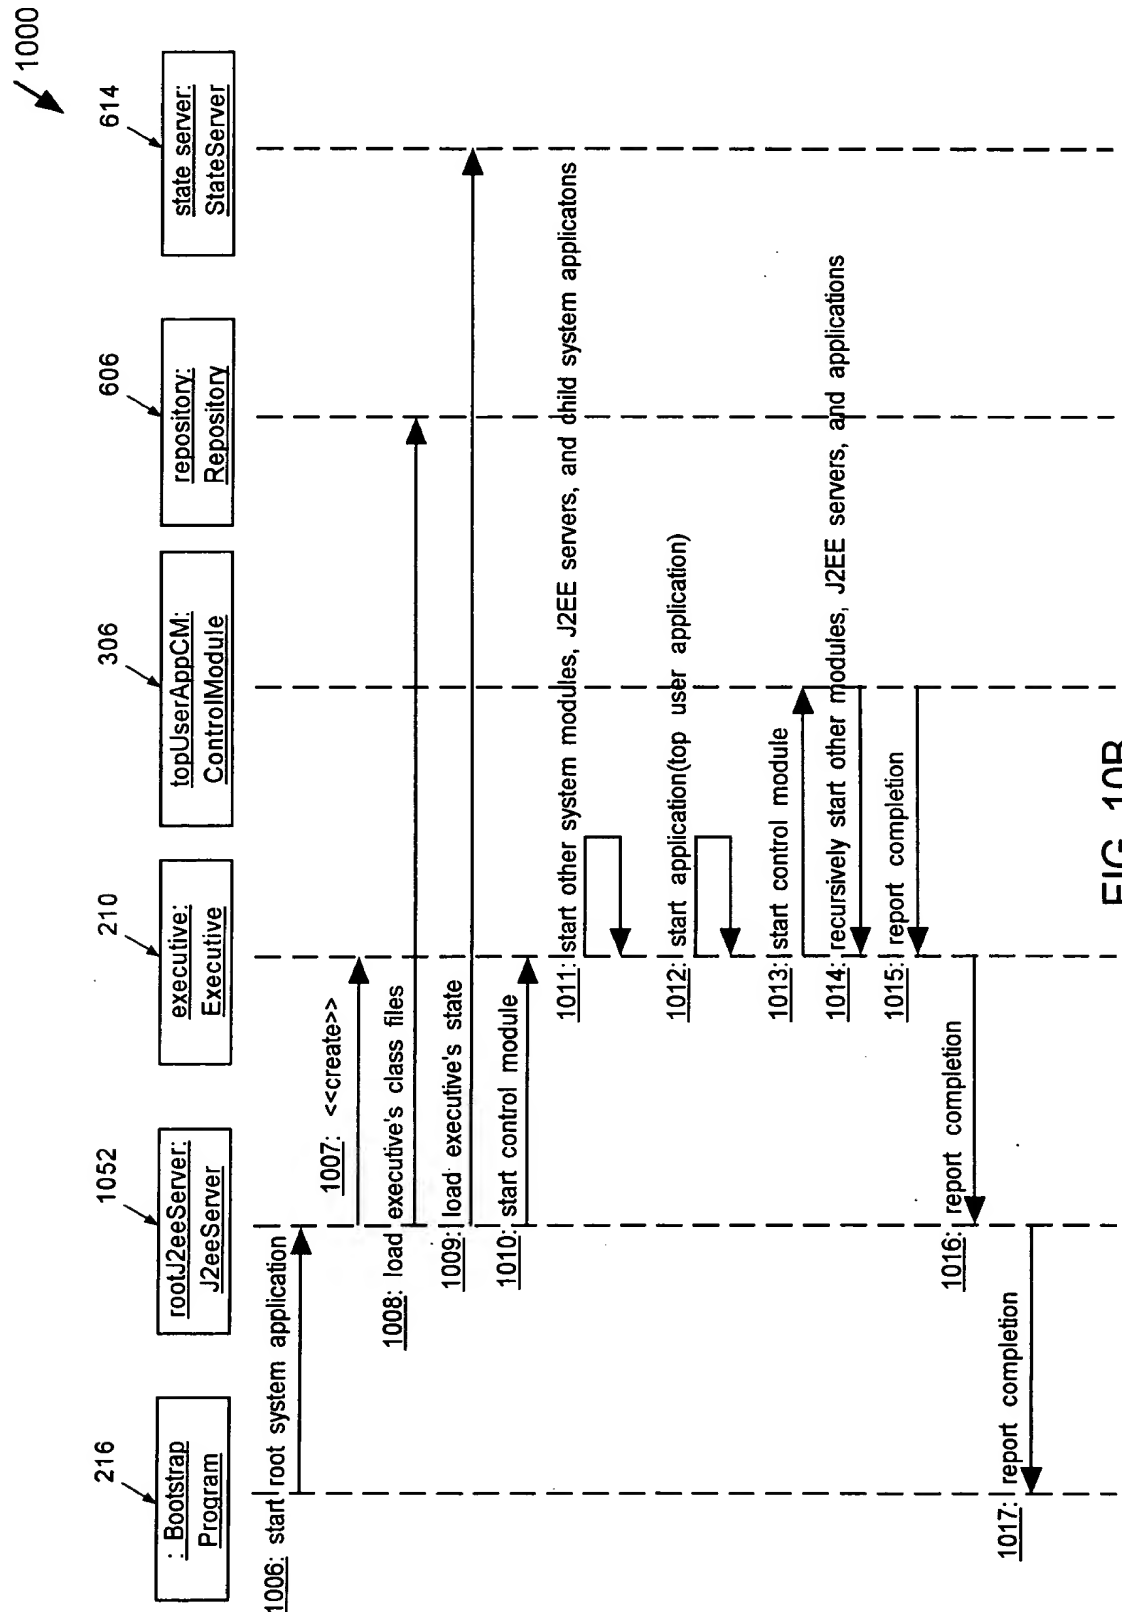 1000
216
1052
210
306
606
614
: Bootstrap
Program
rootJ2eeServer:
J2eeServer
executive:
Executive
topUserAppCM:
ControlModule
repository:
Repository
state server:
StateServer
1006: start root system application
1007: <<create>>
1008: load executive's class files
1009: load executive's state
1010: start control module
1011: start other system modules, J2EE servers, and child system applicatons
1012: start application(top user application)
1013: start control module
1014: recursively start other modules, J2EE servers, and applications
1015: report completion
1016: report completion
1017: report completion
FIG. 10B